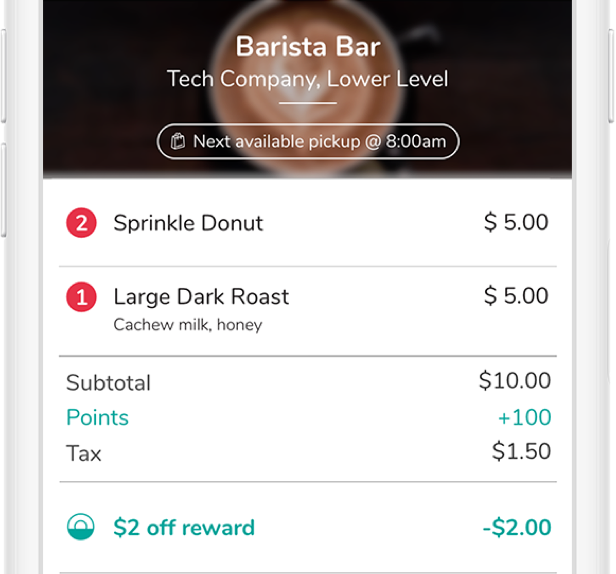 Barista Bar
Tech Company, Lower Level
Next available pickup @ 8:00am
2 Sprinkle Donut $ 5.00
1 Large Dark Roast $ 5.00
Cachew milk, honey
Subtotal $10.00
Points +100
Tax $1.50
$2 off reward -$2.00